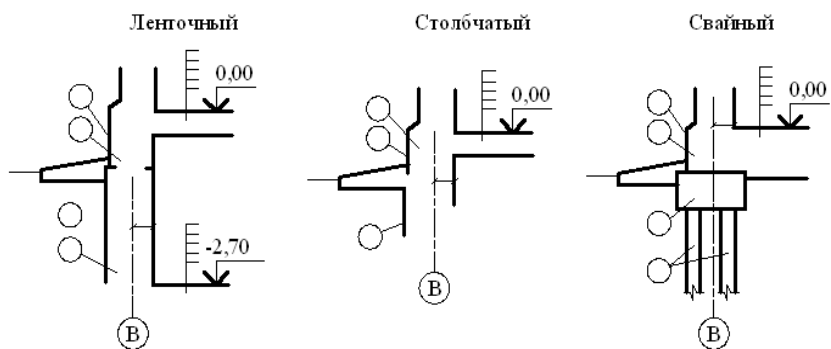 Ленточный
Столбчатый
Свайный
0,00
0,00
0,00
-2,70
В
В
В